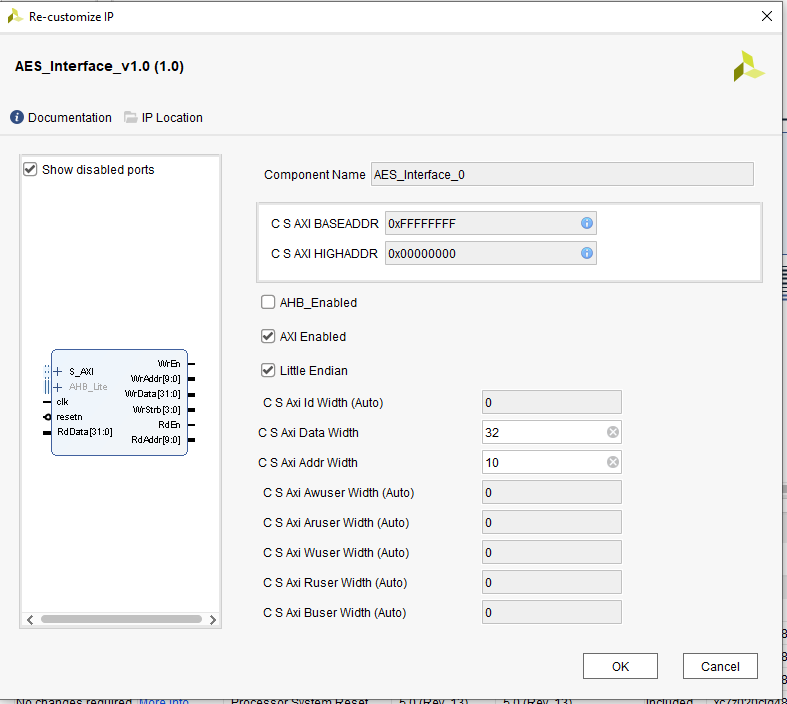 Re-customize IP
AES_Interface_v1.0 (1.0)
Documentation IP Location
Show disabled ports
S_AXI
AHB_Lite
clk
resetn
RdData[31:0]
WrEn
WrAddr[9:0]
WrData[31:0]
WrStrb[3:0]
RdEn
RdAddr[9:0]
Component Name AES_Interface_0
C S AXI BASEADDR 0xFFFFFFFF
C S AXI HIGHADDR 0x00000000
AHB_Enabled
AXI Enabled
Little Endian
C S Axi Id Width (Auto) 0
C S Axi Data Width 32
C S Axi Addr Width 10
C S Axi Awuser Width (Auto) 0
C S Axi Aruser Width (Auto) 0
C S Axi Wuser Width (Auto) 0
C S Axi Ruser Width (Auto) 0
C S Axi Buser Width (Auto) 0
OK Cancel
No changes required More info Processor System Reset 5.0 (Rev. 13) 5.0 (Rev. 13) Included